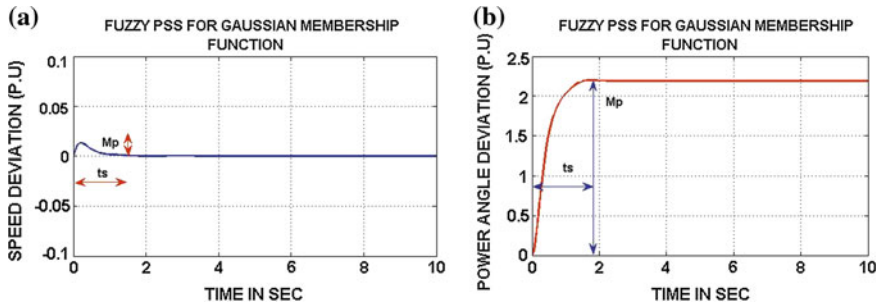 (a)
FUZZY PSS FOR GAUSSIAN MEMBERSHIP
FUNCTION
SPEED DEVIATION (P.U)
0.1
0.05
0
-0.05
-0.1
Mp
ts
0 2 4 6 8 10
TIME IN SEC
(b)
FUZZY PSS FOR GAUSSIAN MEMBERSHIP
FUNCTION
POWER ANGLE DEVIATION (P.U)
2.5
2
1.5
1
0.5
0
Mp
ts
0 2 4 6 8 10
TIME IN SEC